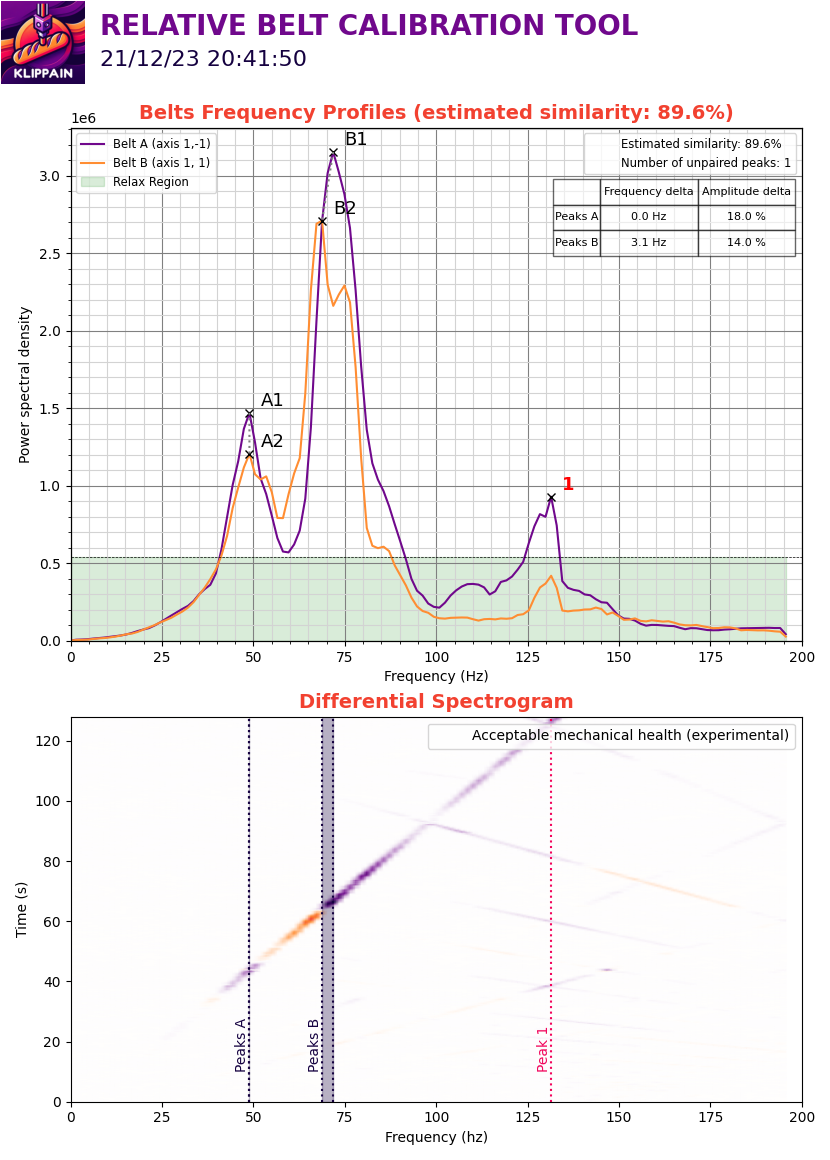 KLIPPAIN
RELATIVE BELT CALIBRATION TOOL
21/12/23 20:41:50
Belts Frequency Profiles (estimated similarity: 89.6%)
1e6
Belt A (axis 1,-1)
Belt B (axis 1, 1)
Relax Region
Estimated similarity: 89.6%
Number of unpaired peaks: 1
Frequency delta Amplitude delta
Peaks A 0.0 Hz 18.0 %
Peaks B 3.1 Hz 14.0 %
B1
B2
A1
A2
1
3.0
2.5
2.0
1.5
1.0
0.5
0.0
Power spectral density
0 25 50 75 100 125 150 175 200
Frequency (Hz)
Differential Spectrogram
Acceptable mechanical health (experimental)
120
100
80
60
40
20
0
Time (s)
Peaks A
Peaks B
Peak 1
0 25 50 75 100 125 150 175 200
Frequency (hz)